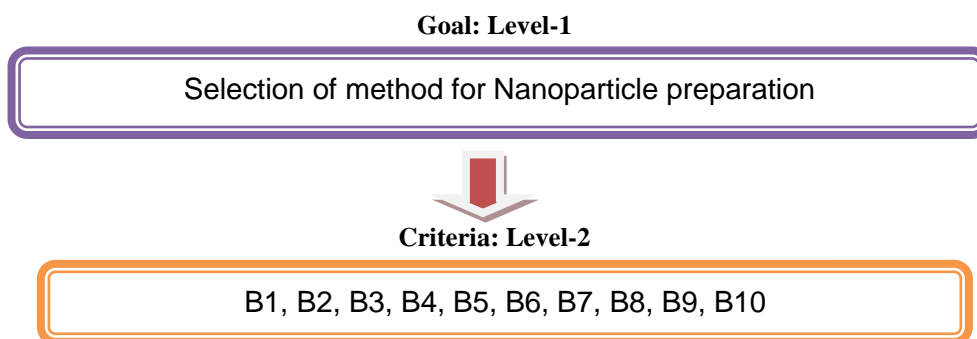 Goal: Level-1
Selection of method for Nanoparticle preparation
Criteria: Level-2
B1, B2, B3, B4, B5, B6, B7, B8, B9, B10